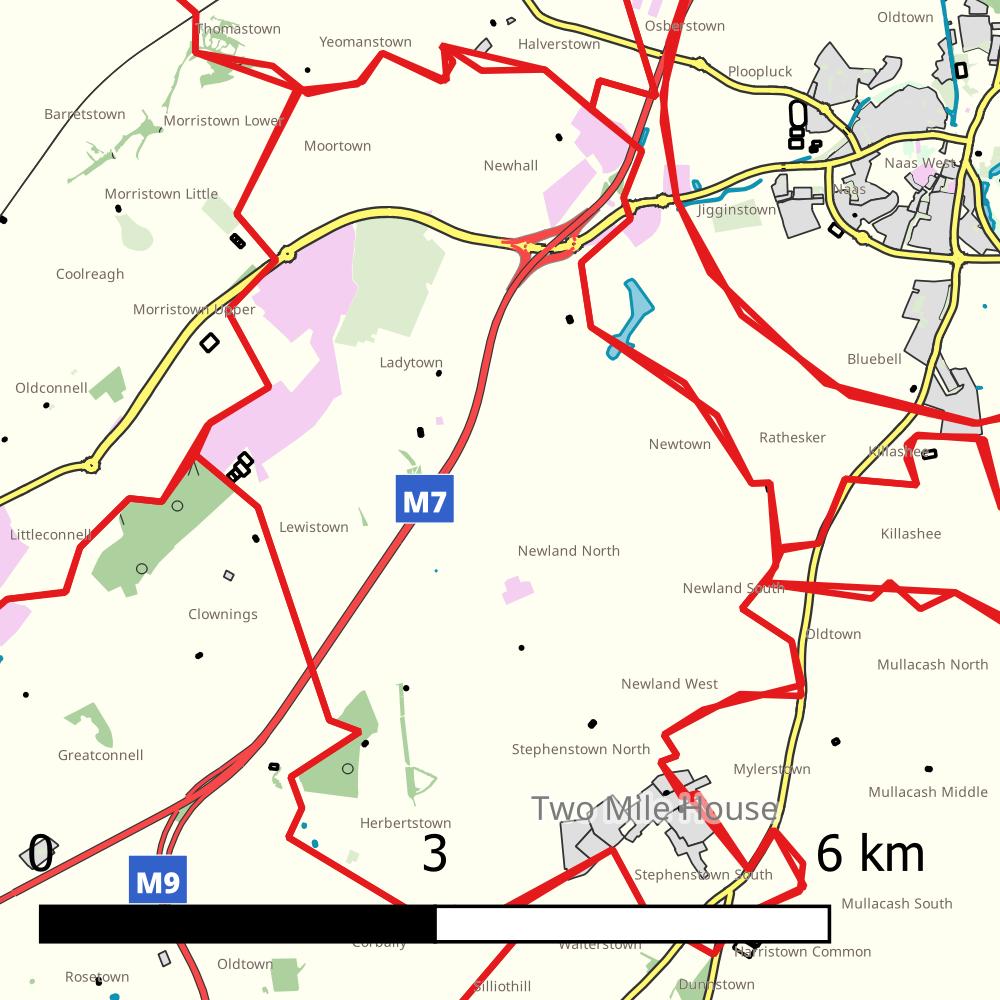 Oldtown
Thomastown
Osberstown
Yeomanstown
Halverstown
Ploopluck
Barretstown
Morristown Lower
Moortown
Newhall
Naas West
Naas
Morristown Little
Jigginstown
Coolreagh
Morristown Upper
Ladytown
Bluebell
Oldconnell
Newtown
Rathesker
Killashee
M7
Lewistown
Littleconnell
Killashee
Newland North
Newland South
Clownings
Oldtown
Mullacash North
Newland West
Greatconnell
Stephenstown North
Mylerstown
Mullacash Middle
Two Mile House
Herbertstown
0
3
6 km
M9
Stephenstown South
Mullacash South
Corbally
Walterstown
Harristown Common
Oldtown
Rosetown
Silliothill
Dunnstown